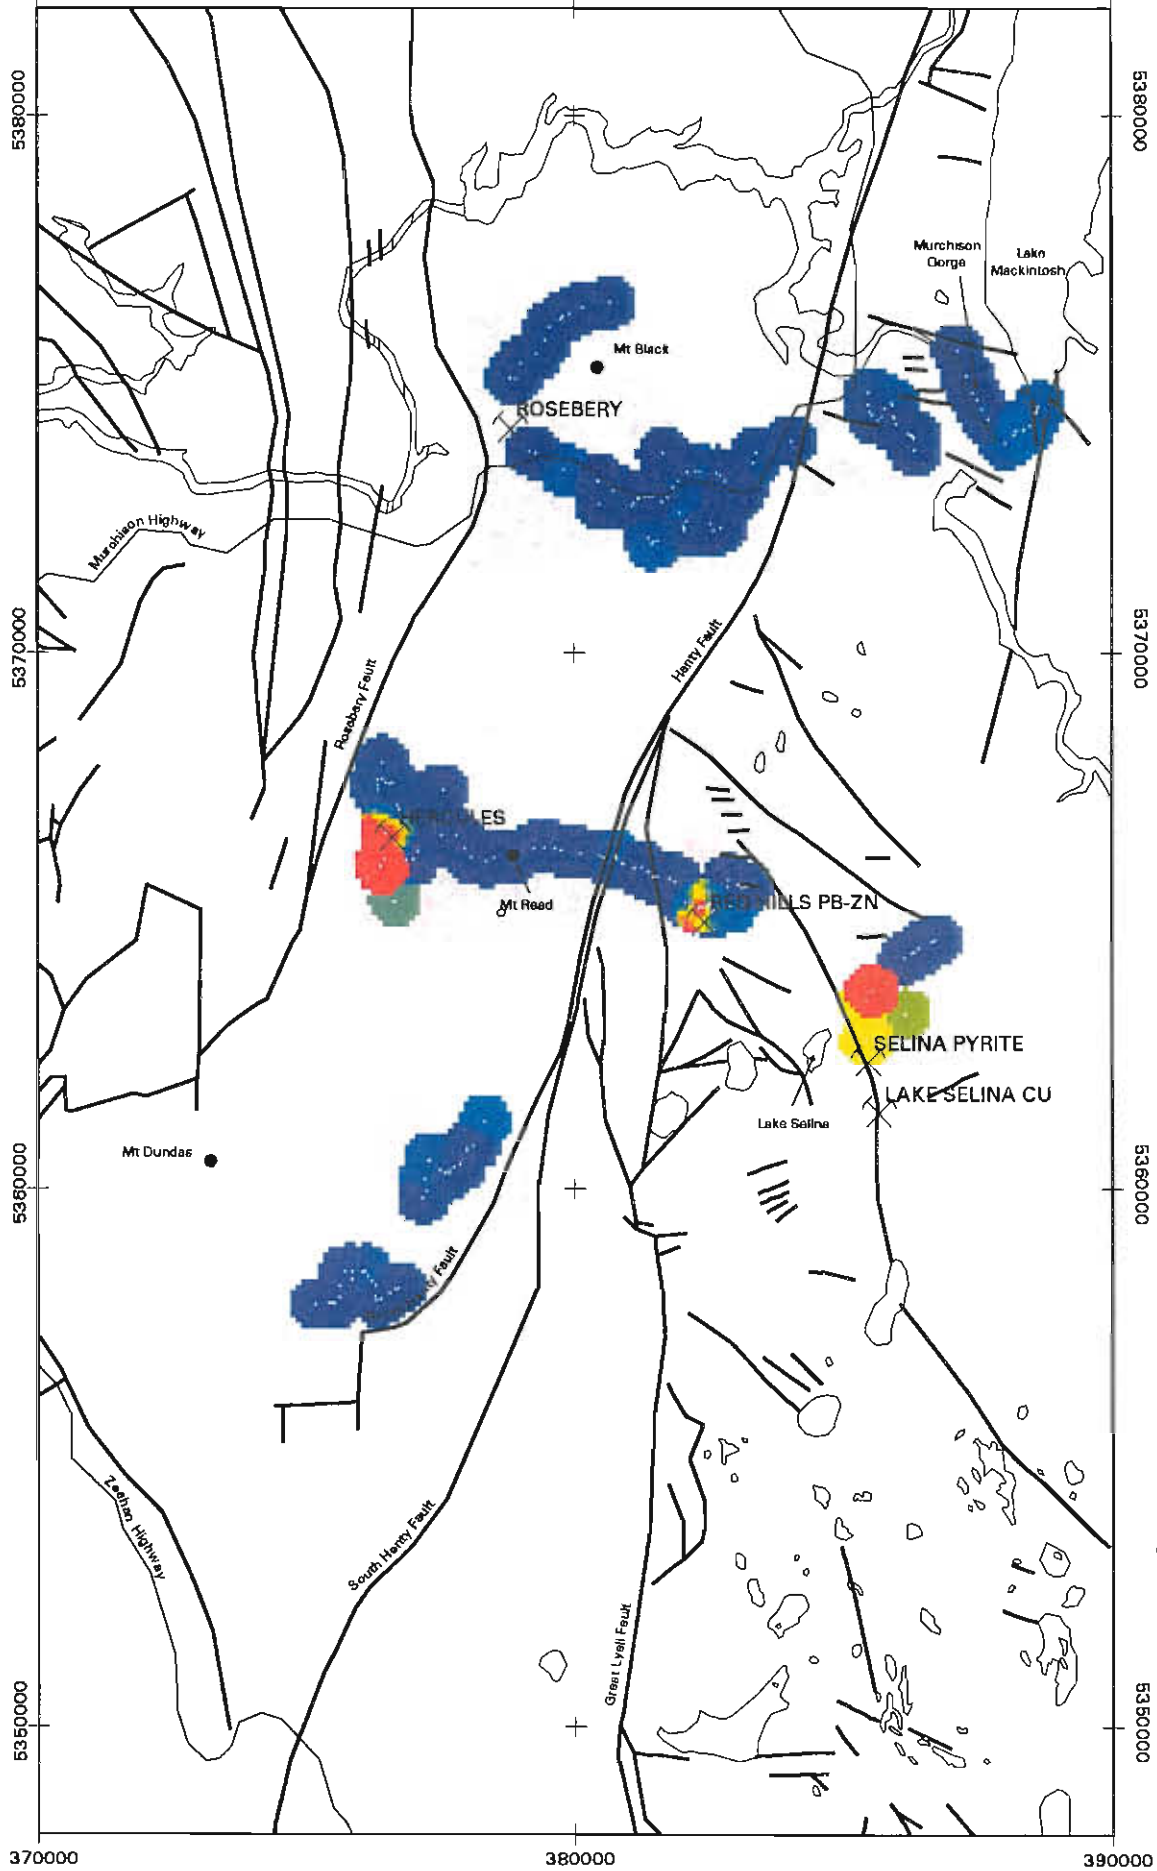 5380000
5380000
Murchison
Gorge
Lake
Mackintosh
Mt Black
ROSEBERY
Murchison Highway
5370000
5370000
Henty Fault
Rosebery Fault
HERCULES
Mt Read
RED HILLS PB-ZN
SELINA PYRITE
LAKE SELINA CU
Lake Selina
Mt Dundas
5360000
5360000
Henty Fault
Zeehan Highway
South Henty Fault
Great Lyell Fault
5350000
5350000
370000
380000
390000